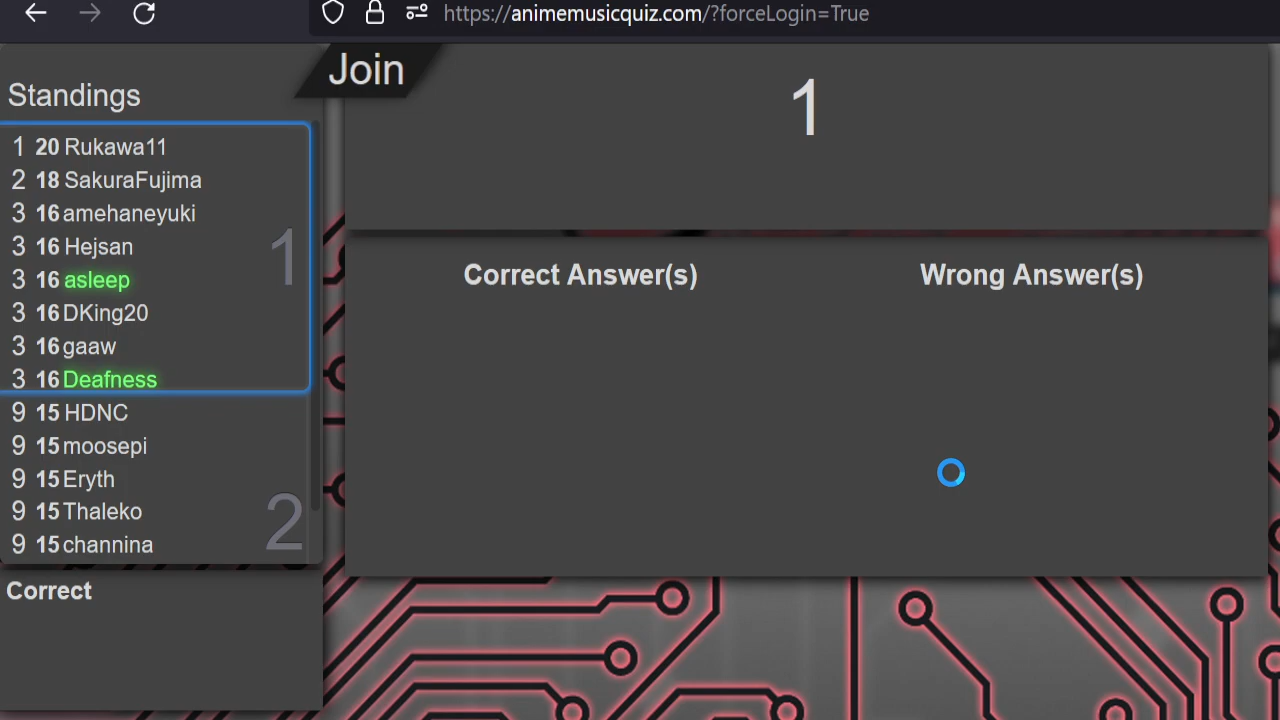 https://animemusicquiz.com/?forceLogin=True
Join
Standings
1 20 Rukawa11
2 18 SakuraFujima
3 16 amehaneyuki
3 16 Hejsan
3 16 asleep
3 16 DKing20
3 16 gaaw
3 16 Deafness
1
9 15 HDNC
9 15 moosepi
9 15 Eryth
9 15 Thaleko
9 15 channina
2
Correct
1
Correct Answer(s) Wrong Answer(s)